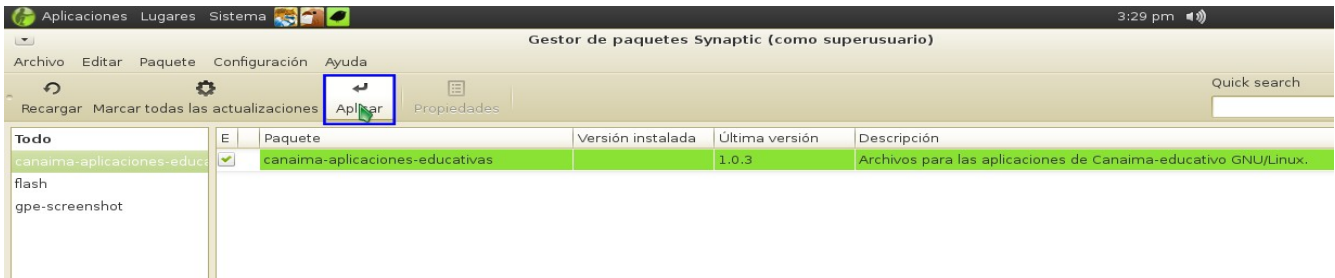 Aplicaciones Lugares Sistema 3:29 pm
Gestor de paquetes Synaptic (como superusuario)
Archivo Editar Paquete Configuración Ayuda
Quick search
Recargar Marcar todas las actualizaciones Aplicar Propiedades
Todo E Paquete Versión instalada Última versión Descripción
canaima-aplicaciones-educa canaima-aplicaciones-educativas 1.0.3 Archivos para las aplicaciones de Canaima-educativo GNU/Linux.
flash
gpe-screenshot